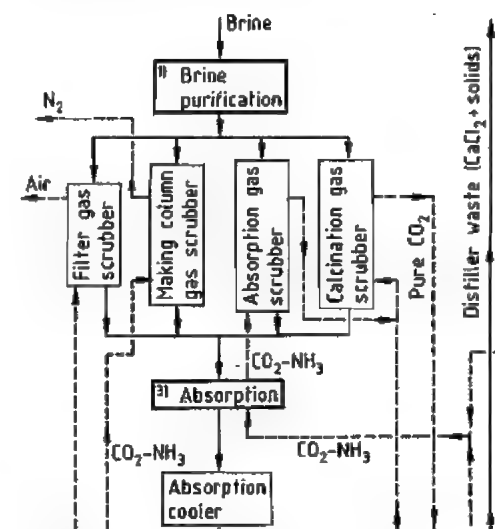 Brine
1) Brine
purification
N₂
Air
Filter gas
scrubber
Making column
gas scrubber
Absorption gas
scrubber
Calcination gas
scrubber
Pure CO₂
Distiller waste (CaCl₂+solids)
CO₂-NH₃
3) Absorption
CO₂-NH₃
CO₂-NH₃
Absorption
cooler